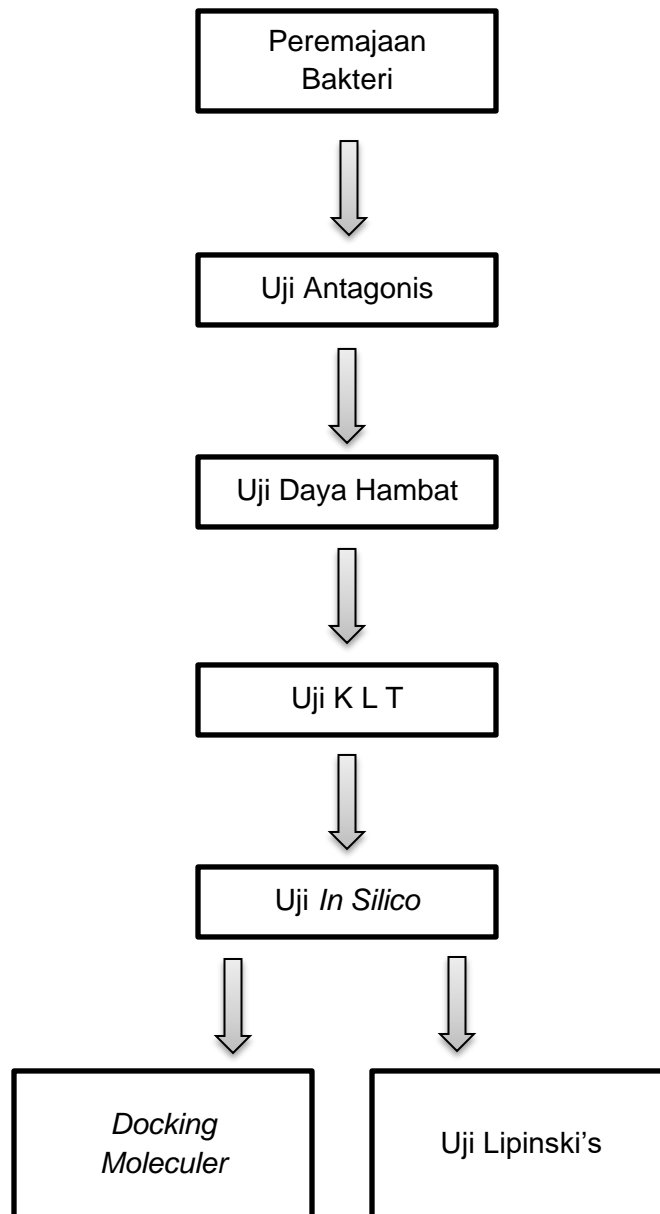 Peremajaan
Bakteri
Uji Antagonis
Uji Daya Hambat
Uji K L T
Uji In Silico
Docking
Moleculer
Uji Lipinski’s